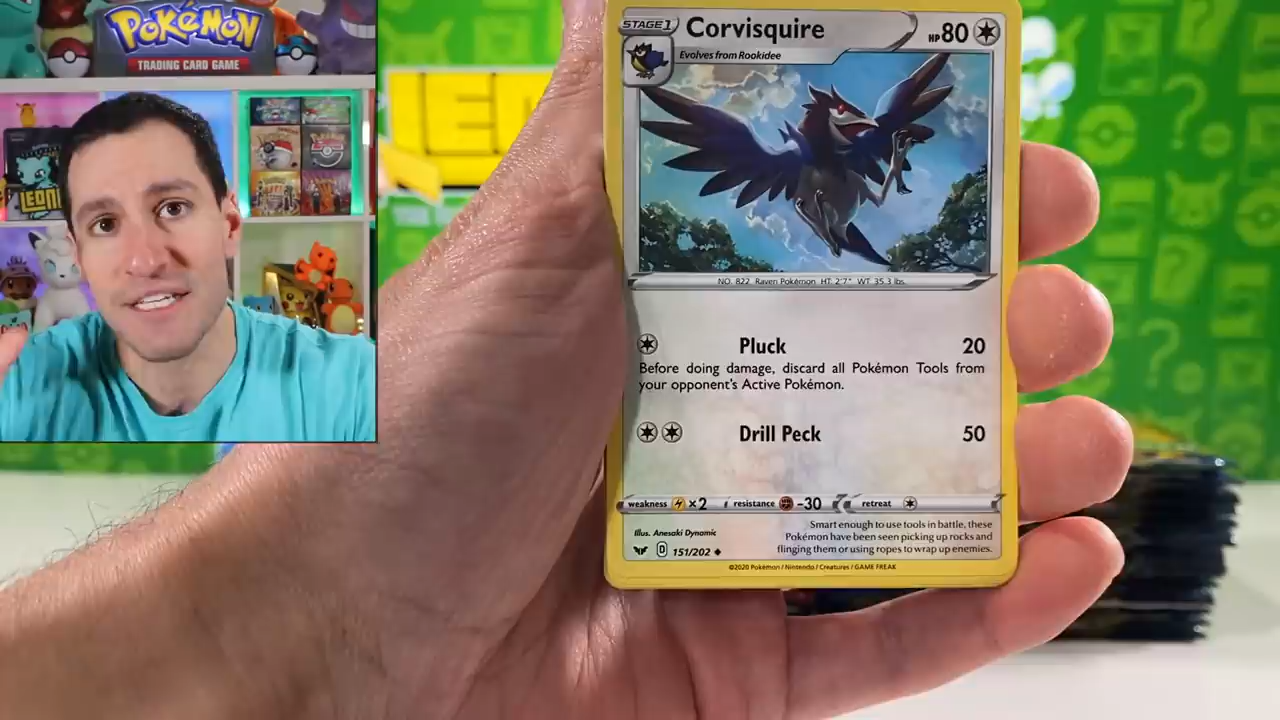 POKéMON
TRADING CARD GAME
LEON
STAGE 1
Corvisquire
HP 80
Evolves from Rookidee
NO. 822 Raven Pokémon HT 2'7" WT 35.3 lbs.
Pluck 20
Before doing damage, discard all Pokémon Tools from
your opponent's Active Pokémon.
Drill Peck 50
weakness ×2 resistance -30 retreat
Illus. Anesaki Dynamic
Smart enough to use tools in battle, these
Pokémon have been seen picking up rocks and
flinging them or using ropes to wrap up enemies.
D 151/202
©2020 Pokémon / Nintendo / Creatures / GAME FREAK